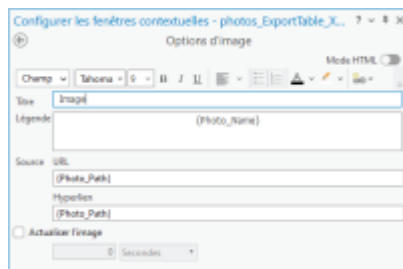 Configurer les fenêtres contextuelles - photos_ExportTable_X...
Options d'image
Mode HTML
Champ Tahoma 9 B I U A
Titre Image
Légende {Photo_Name}
Source URL
{Photo_Path}
Hyperlien
{Photo_Path}
Actualiser l'image
0 Secondes